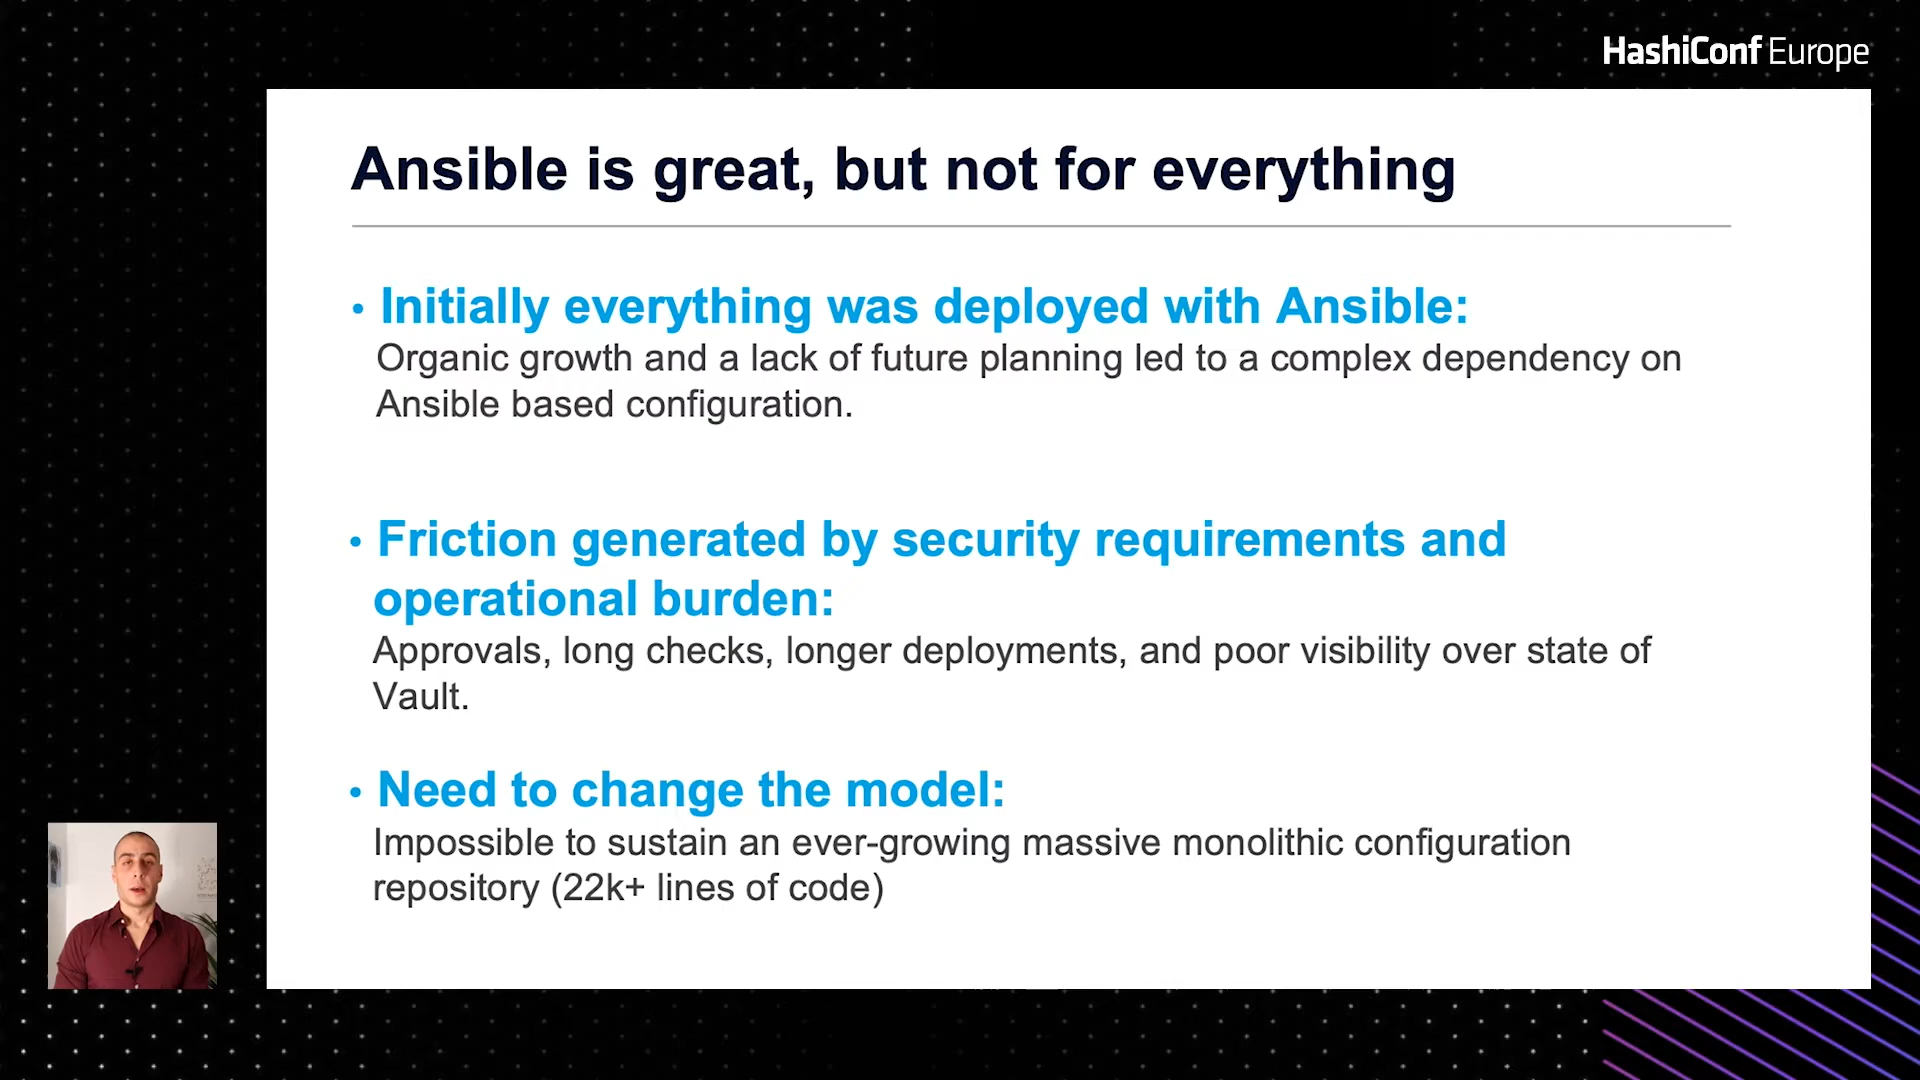 HashiConf Europe
Ansible is great, but not for everything
• Initially everything was deployed with Ansible:
Organic growth and a lack of future planning led to a complex dependency on
Ansible based configuration.
• Friction generated by security requirements and
operational burden:
Approvals, long checks, longer deployments, and poor visibility over state of
Vault.
• Need to change the model:
Impossible to sustain an ever-growing massive monolithic configuration
repository (22k+ lines of code)